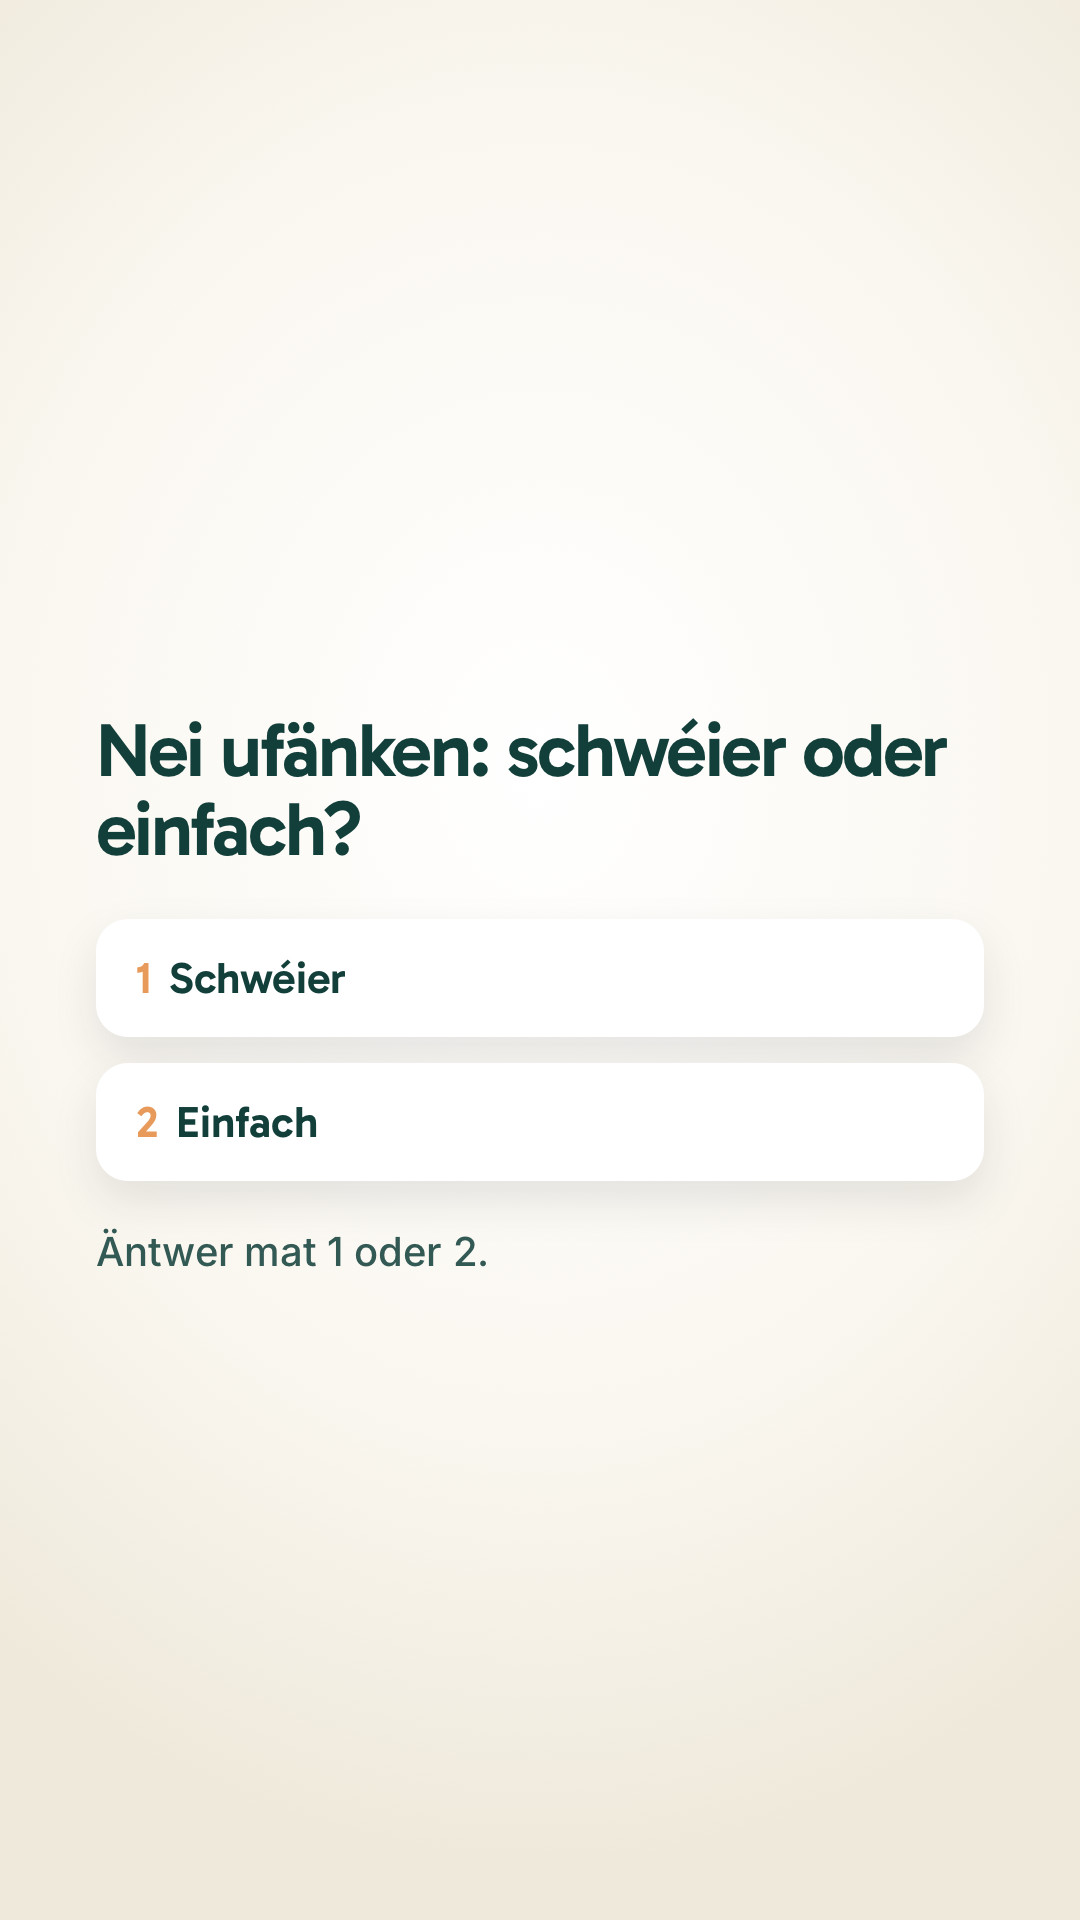 Nei ufänken: schwéier oder
einfach?
1 Schwéier
2 Einfach
Äntwer mat 1 oder 2.